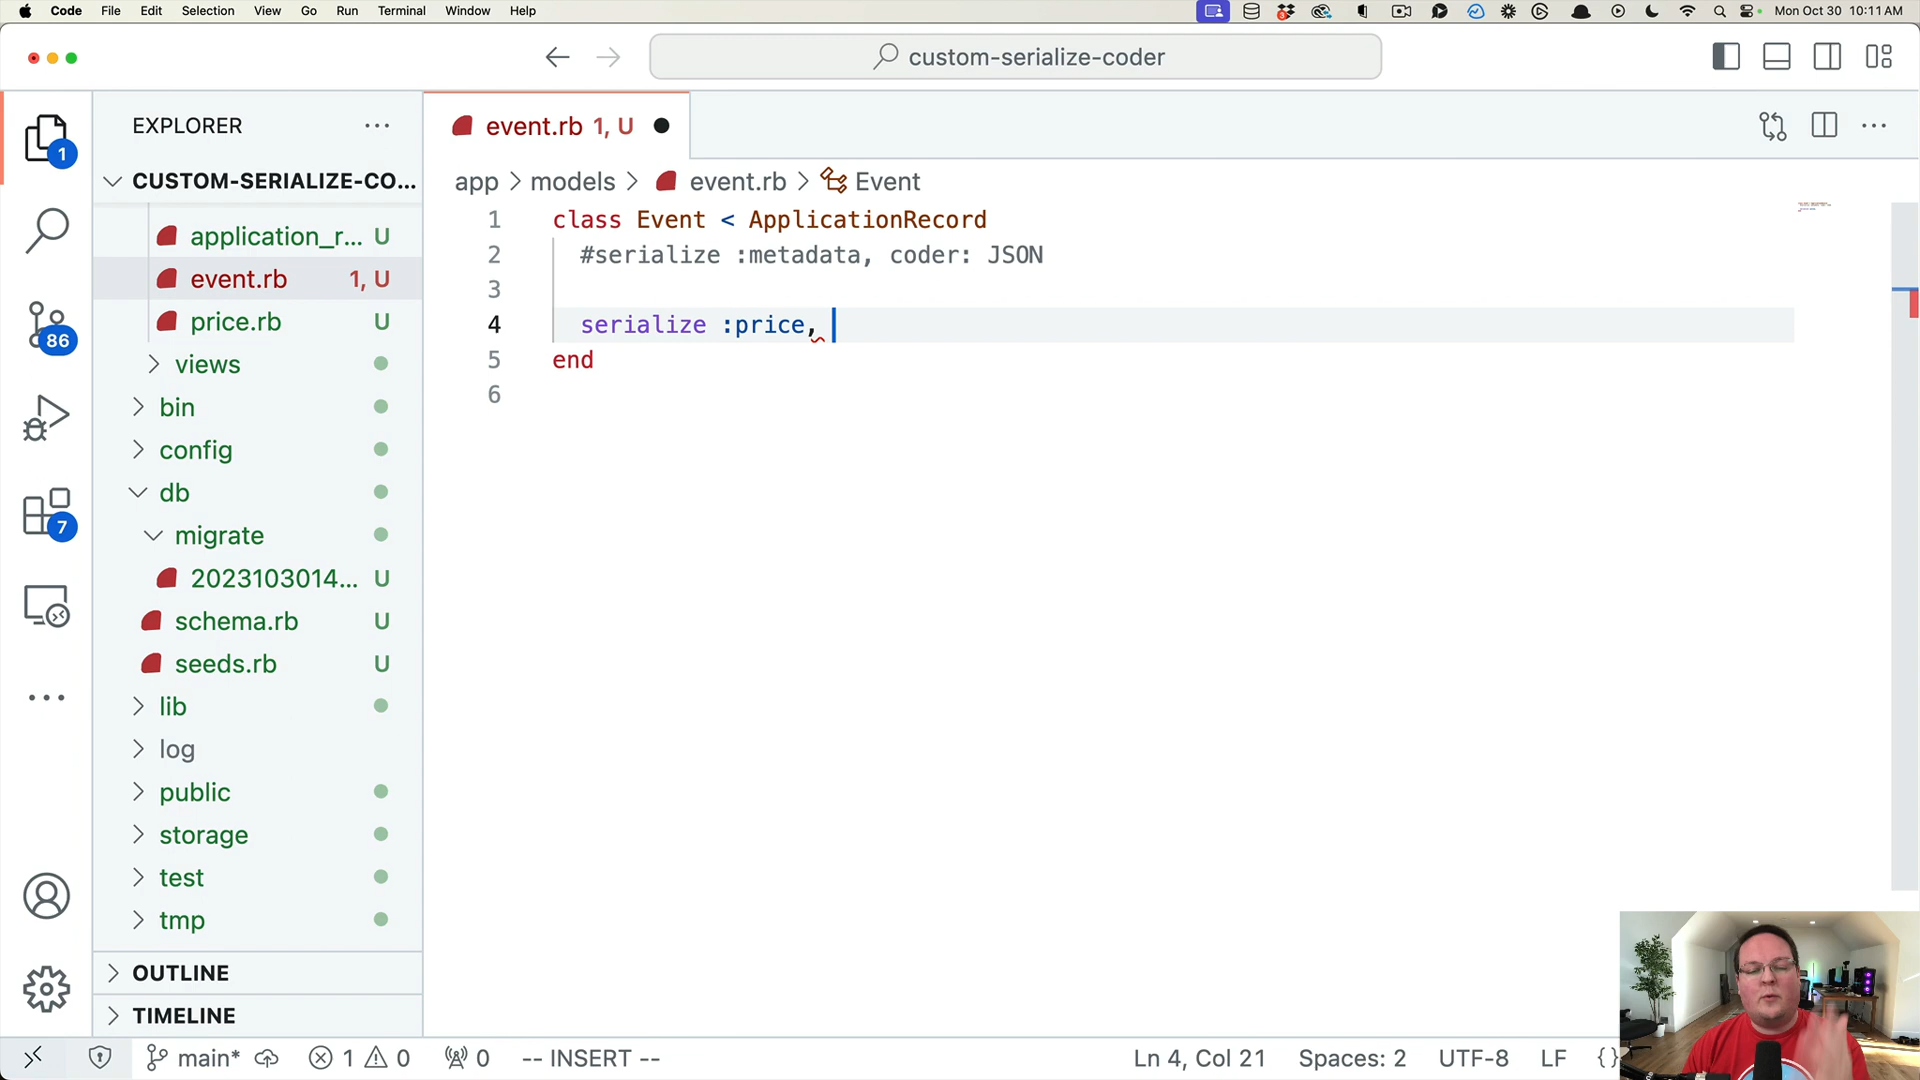 Code File Edit Selection View Go Run Terminal Window Help
3
Mon Oct 30 10:11 AM
custom-serialize-coder
EXPLORER
event.rb 1, U
CUSTOM-SERIALIZE-CO...
application_r... U
event.rb 1, U
price.rb U
views
bin
config
db
migrate
2023103014... U
schema.rb U
seeds.rb U
lib
log
public
storage
test
tmp
OUTLINE
TIMELINE
1
86
7
app > models > event.rb > Event
1 class Event < ApplicationRecord
2 #serialize :metadata, coder: JSON
3
4 serialize :price,
5 end
6
main* 1 0 0 -- INSERT -- Ln 4, Col 21 Spaces: 2 UTF-8 LF {}